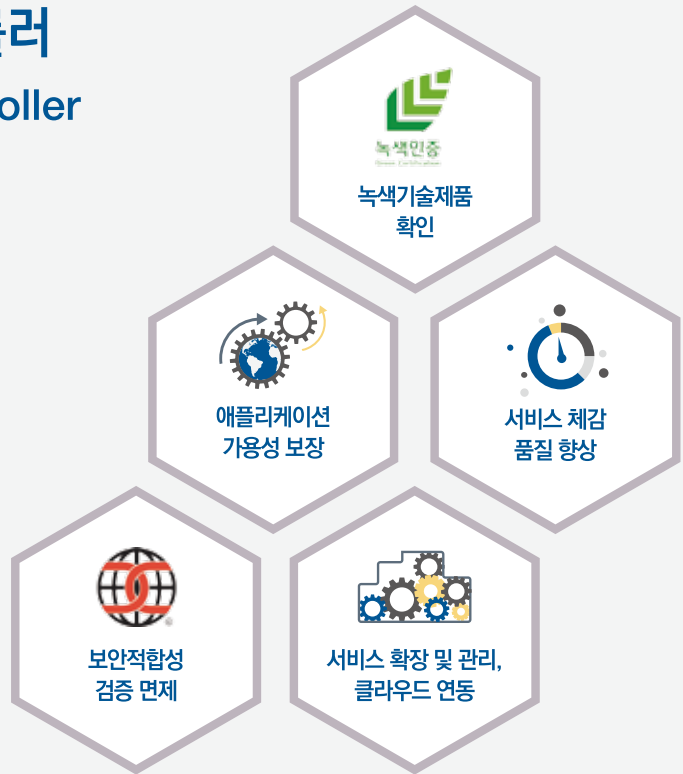 러
oller
녹색인증
녹색기술제품
확인
애플리케이션
가용성 보장
서비스 체감
품질 향상
보안적합성
검증 면제
서비스 확장 및 관리,
클라우드 연동